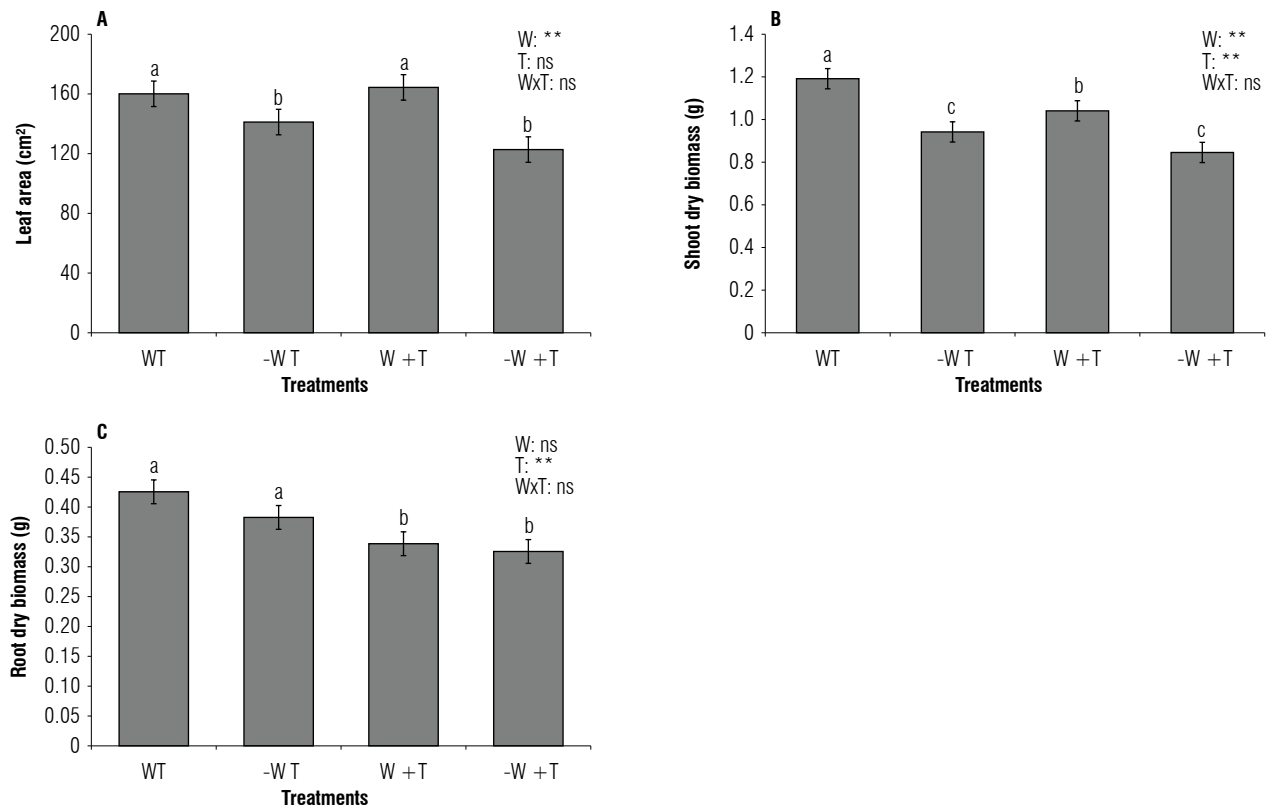 A
Leaf area (cm²)
200
160
120
80
40
0
a
b
a
b
W: **
T: ns
WxT: ns
WT
-W T
W +T
-W +T
Treatments
B
Shoot dry biomass (g)
1.4
1.2
1.0
0.8
0.6
0.4
0.2
0
a
c
b
c
W: **
T: **
WxT: ns
WT
-W T
W +T
-W +T
Treatments
C
Root dry biomass (g)
0.50
0.45
0.40
0.35
0.30
0.25
0.20
0.15
0.10
0.05
0
a
a
b
b
W: ns
T: **
WxT: ns
WT
-W T
W +T
-W +T
Treatments